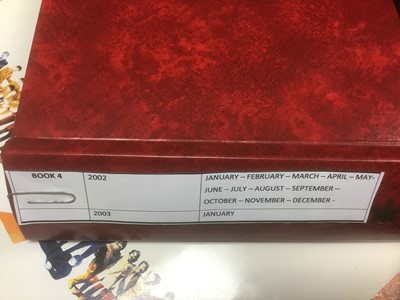 BOOK 4 2002 JANUARY – FEBRUARY – MARCH – APRIL – MAY-
JUNE – JULY – AUGUST – SEPTEMBER –
OCTOBER – NOVEMBER – DECEMBER -
2003 JANUARY